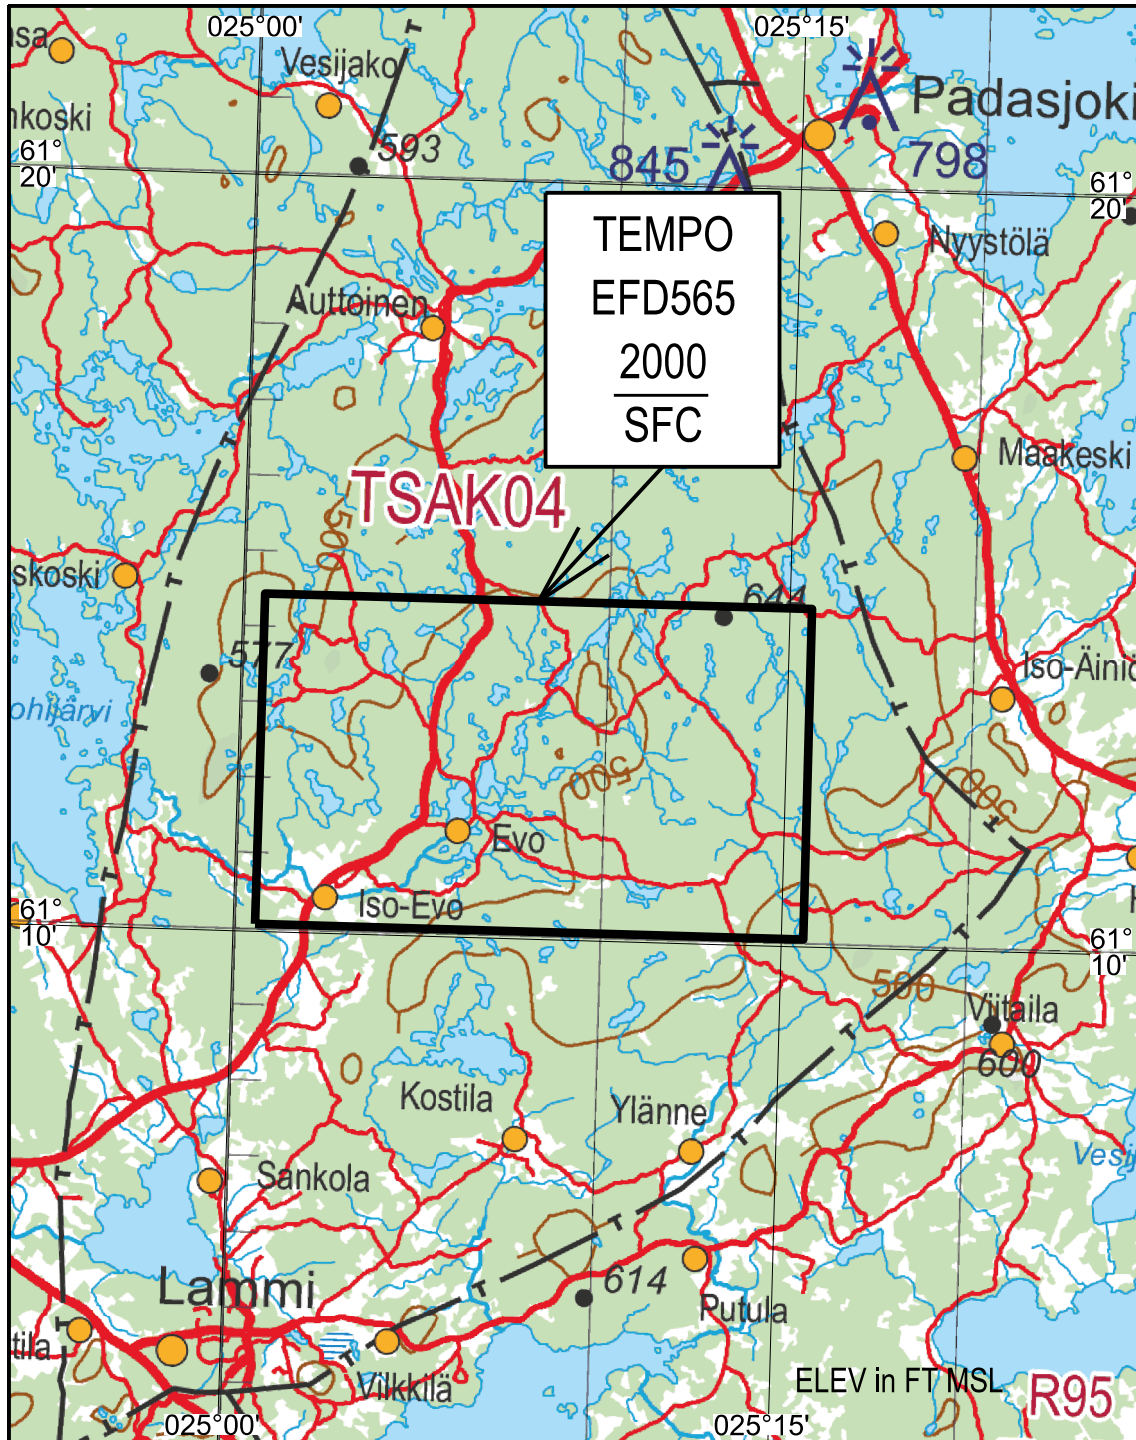 025°00'
025°15'
Vesijako
Padasjoki
593
845
798
61°
20'
61°
20'
TEMPO
EFD565
2000
SFC
Nyystölä
Auttoinen
Maakeski
TSAK04
500
skoski
644
577
Iso-Äiniö
ohijärvi
500
500
Evo
Iso-Evo
61°
10'
61°
10'
500
Viitaila
600
Kostila
Ylänne
Sankola
Lammi
614
Putula
tila
Vilkkilä
ELEV in FT MSL
R95
025°00'
025°15'